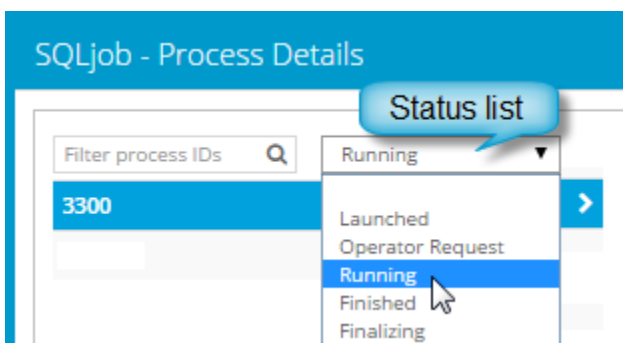 SQLjob - Process Details
Status list
Filter process IDs
Running
3300
Launched
Operator Request
Running
Finished
Finalizing